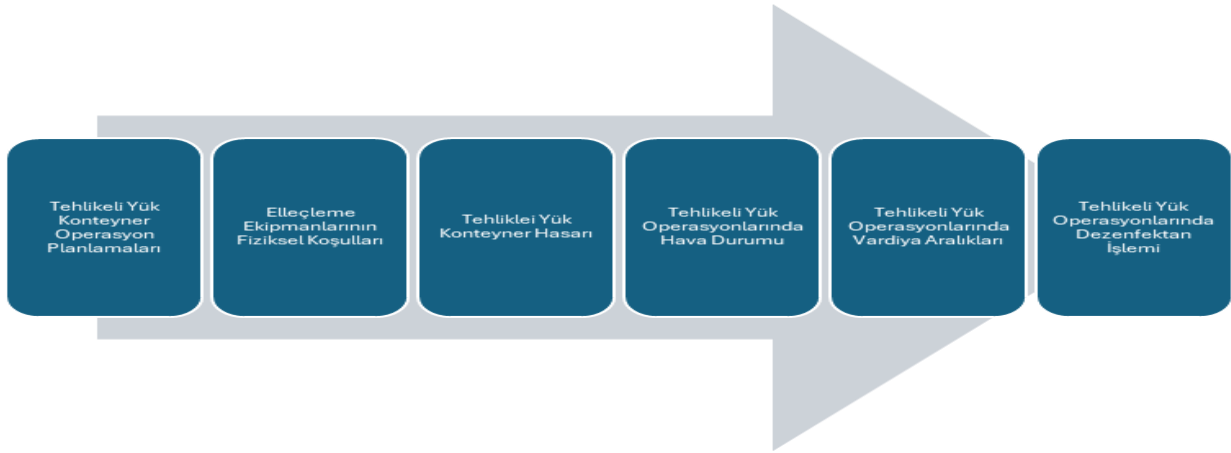 Tehlikeli Yük
Konteyner
Operasyon
Planlamaları
Elleçleme
Ekipmanlarının
Fiziksel Koşulları
Tehliklei Yük
Konteyner Hasarı
Tehlikeli Yük
Operasyonlarında
Hava Durumu
Tehlikeli Yük
Operasyonlarında
Vardiya Aralıkları
Tehlikeli Yük
Operasyonlarında
Dezenfektan
İşlemi